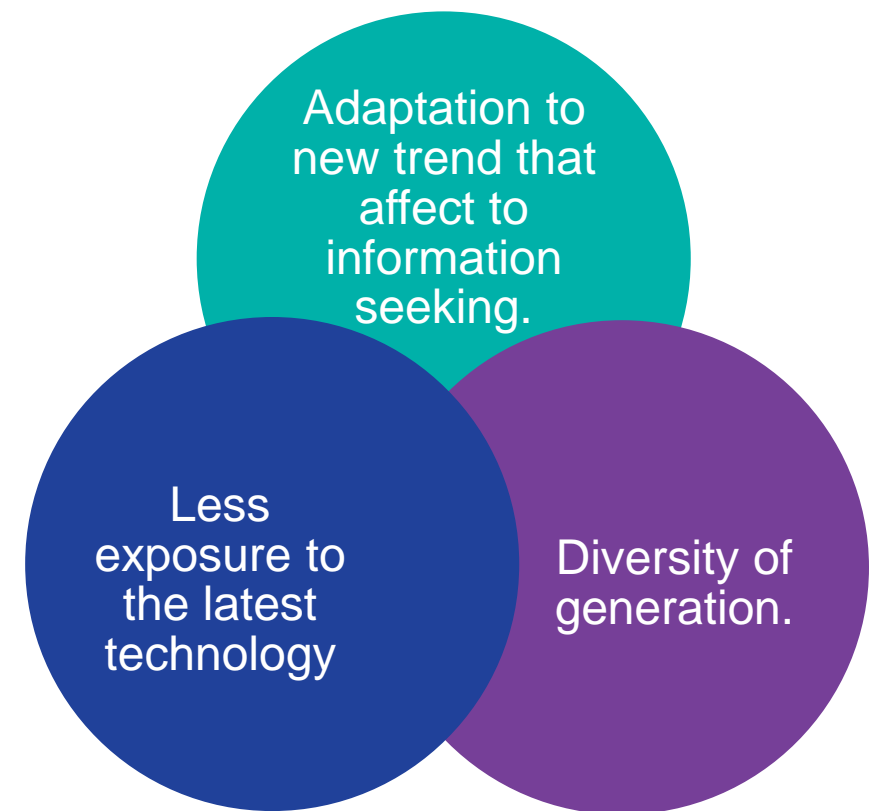 Adaptation to
new trend that
affect to
information
seeking.
Less
exposure to
the latest
technology
Diversity of
generation.